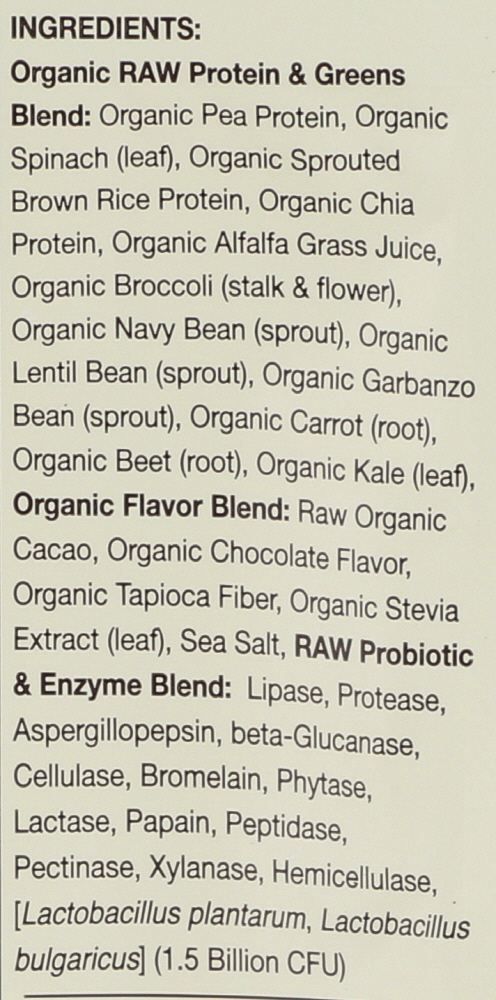 INGREDIENTS:
Organic RAW Protein & Greens
Blend: Organic Pea Protein, Organic
Spinach (leaf), Organic Sprouted
Brown Rice Protein, Organic Chia
Protein, Organic Alfalfa Grass Juice,
Organic Broccoli (stalk & flower),
Organic Navy Bean (sprout), Organic
Lentil Bean (sprout), Organic Garbanzo
Bean (sprout), Organic Carrot (root),
Organic Beet (root), Organic Kale (leaf),
Organic Flavor Blend: Raw Organic
Cacao, Organic Chocolate Flavor,
Organic Tapioca Fiber, Organic Stevia
Extract (leaf), Sea Salt, RAW Probiotic
& Enzyme Blend: Lipase, Protease,
Aspergillopepsin, beta-Glucanase,
Cellulase, Bromelain, Phytase,
Lactase, Papain, Peptidase,
Pectinase, Xylanase, Hemicellulase,
[Lactobacillus plantarum, Lactobacillus
bulgaricus] (1.5 Billion CFU)